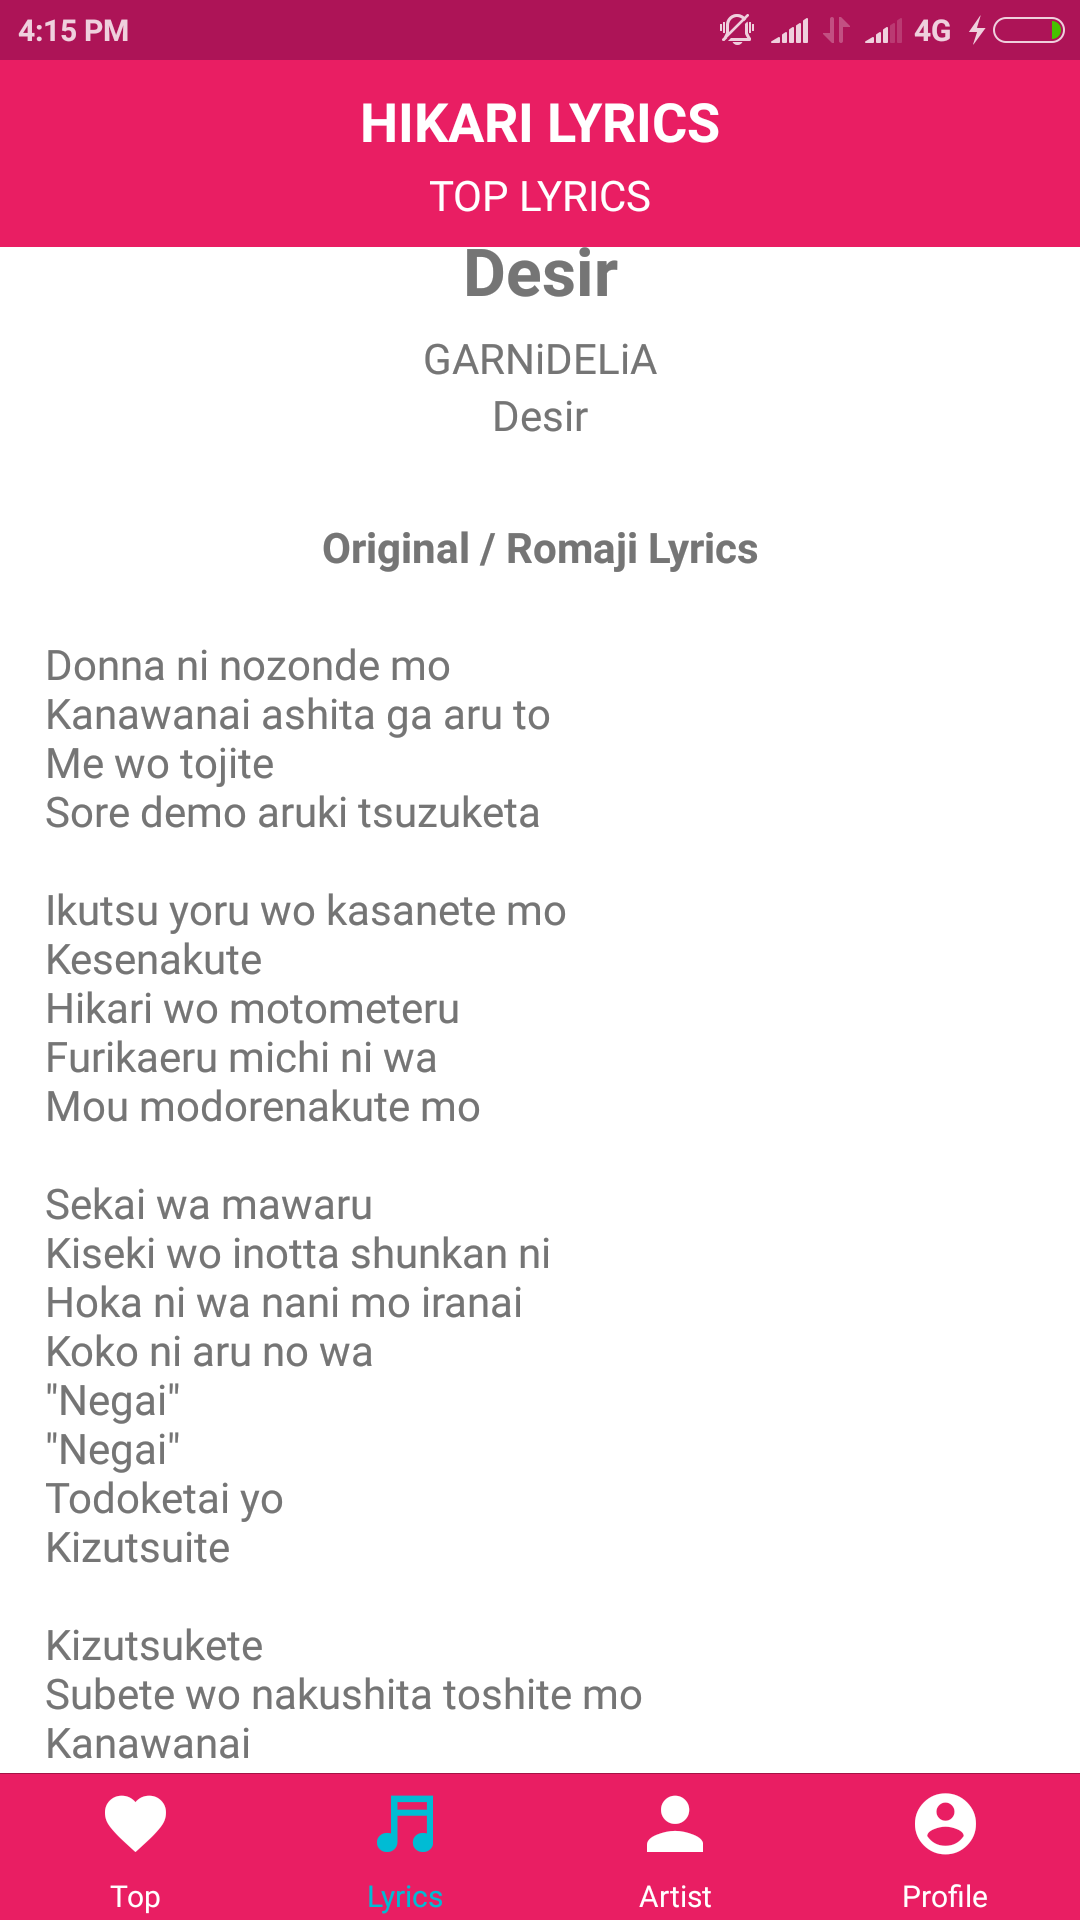 4:15 PM 4G
HIKARI LYRICS
TOP LYRICS
Desir
GARNiDELiA
Desir
Original / Romaji Lyrics
Donna ni nozonde mo
Kanawanai ashita ga aru to
Me wo tojite
Sore demo aruki tsuzuketa
Ikutsu yoru wo kasanete mo
Kesenakute
Hikari wo motometeru
Furikaeru michi ni wa
Mou modorenakute mo
Sekai wa mawaru
Kiseki wo inotta shunkan ni
Hoka ni wa nani mo iranai
Koko ni aru no wa
"Negai"
"Negai"
Todoketai yo
Kizutsuite
Kizutsukete
Subete wo nakushita toshite mo
Kanawanai
Top Lyrics Artist Profile